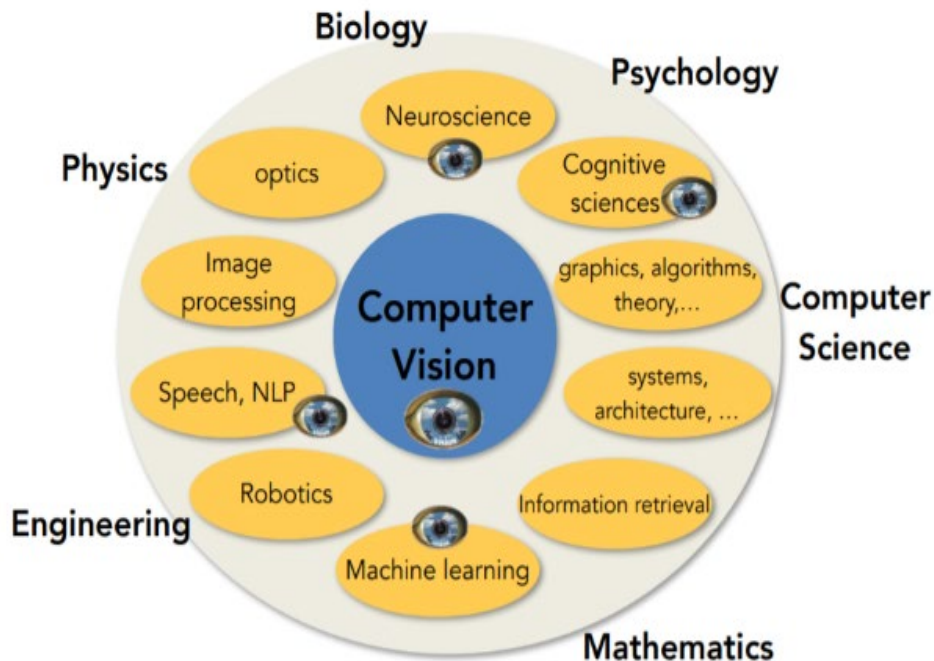 Biology
Psychology
Neuroscience
Physics
optics
Cognitive
sciences
Image
processing
graphics, algorithms,
theory,...
Computer
Vision
Computer
Science
Speech, NLP
systems,
architecture, ...
Robotics
Information retrieval
Engineering
Machine learning
Mathematics